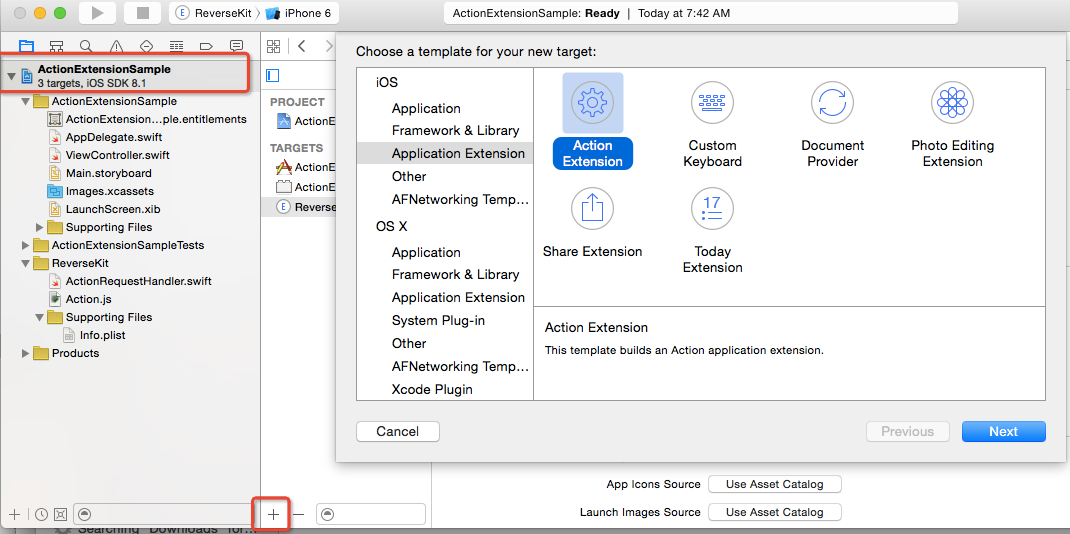 ReverseKit
iPhone 6
ActionExtensionSample: Ready | Today at 7:42 AM
ActionExtensionSample
3 targets, iOS SDK 8.1
ActionExtensionSample
ActionExtension...ple.entitlements
AppDelegate.swift
ViewController.swift
Main.storyboard
Images.xcassets
LaunchScreen.xib
Supporting Files
ActionExtensionSampleTests
ReverseKit
ActionRequestHandler.swift
Action.js
Supporting Files
Info.plist
Products
PROJECT
ActionE
TARGETS
ActionE
ActionE
Reverse
Choose a template for your new target:
iOS
Application
Framework & Library
Application Extension
Other
AFNetworking Temp...
OS X
Application
Framework & Library
Application Extension
System Plug-in
Other
AFNetworking Temp...
Xcode Plugin
Action
Extension
Custom
Keyboard
Document
Provider
Photo Editing
Extension
Share Extension
17
Today
Extension
Action Extension
This template builds an Action application extension.
Cancel
Previous
Next
App Icons Source
Use Asset Catalog
Launch Images Source
Use Asset Catalog
Searching "Downloads" for...